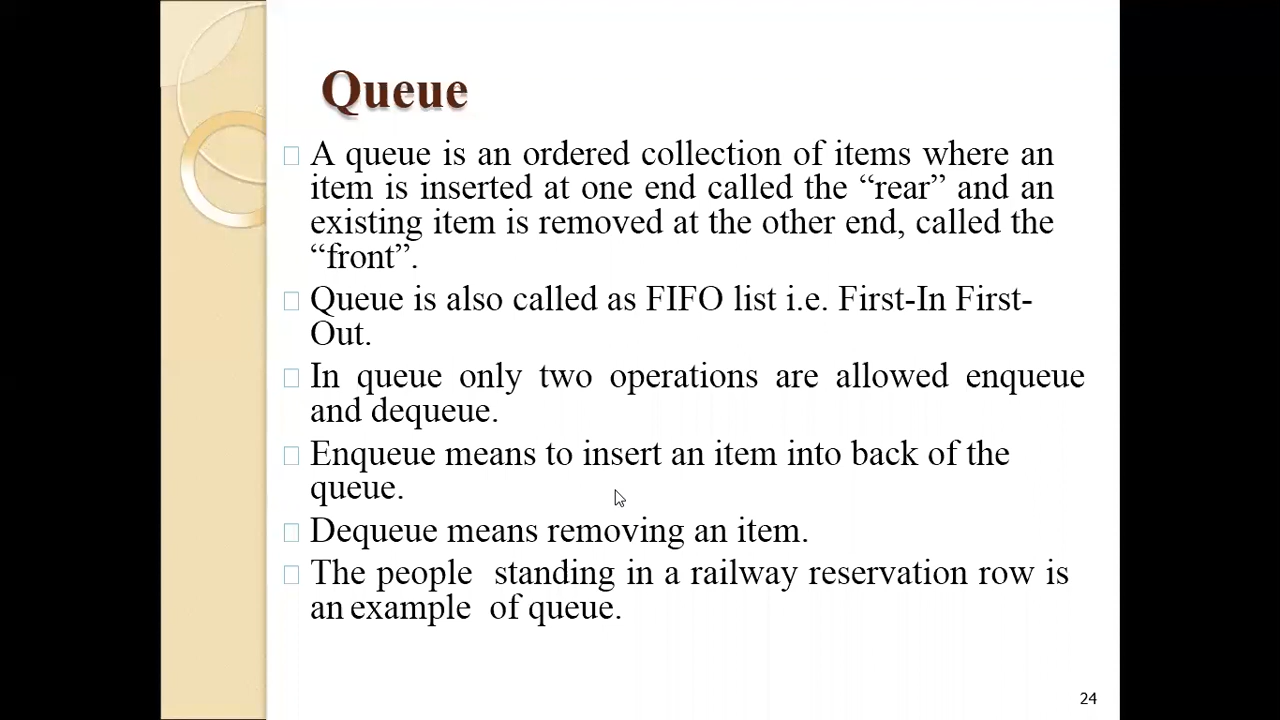 Queue
A queue is an ordered collection of items where an
item is inserted at one end called the “rear” and an
existing item is removed at the other end, called the
“front”.
Queue is also called as FIFO list i.e. First-In First-
Out.
In queue only two operations are allowed enqueue
and dequeue.
Enqueue means to insert an item into back of the
queue.
Dequeue means removing an item.
The people standing in a railway reservation row is
an example of queue.
24